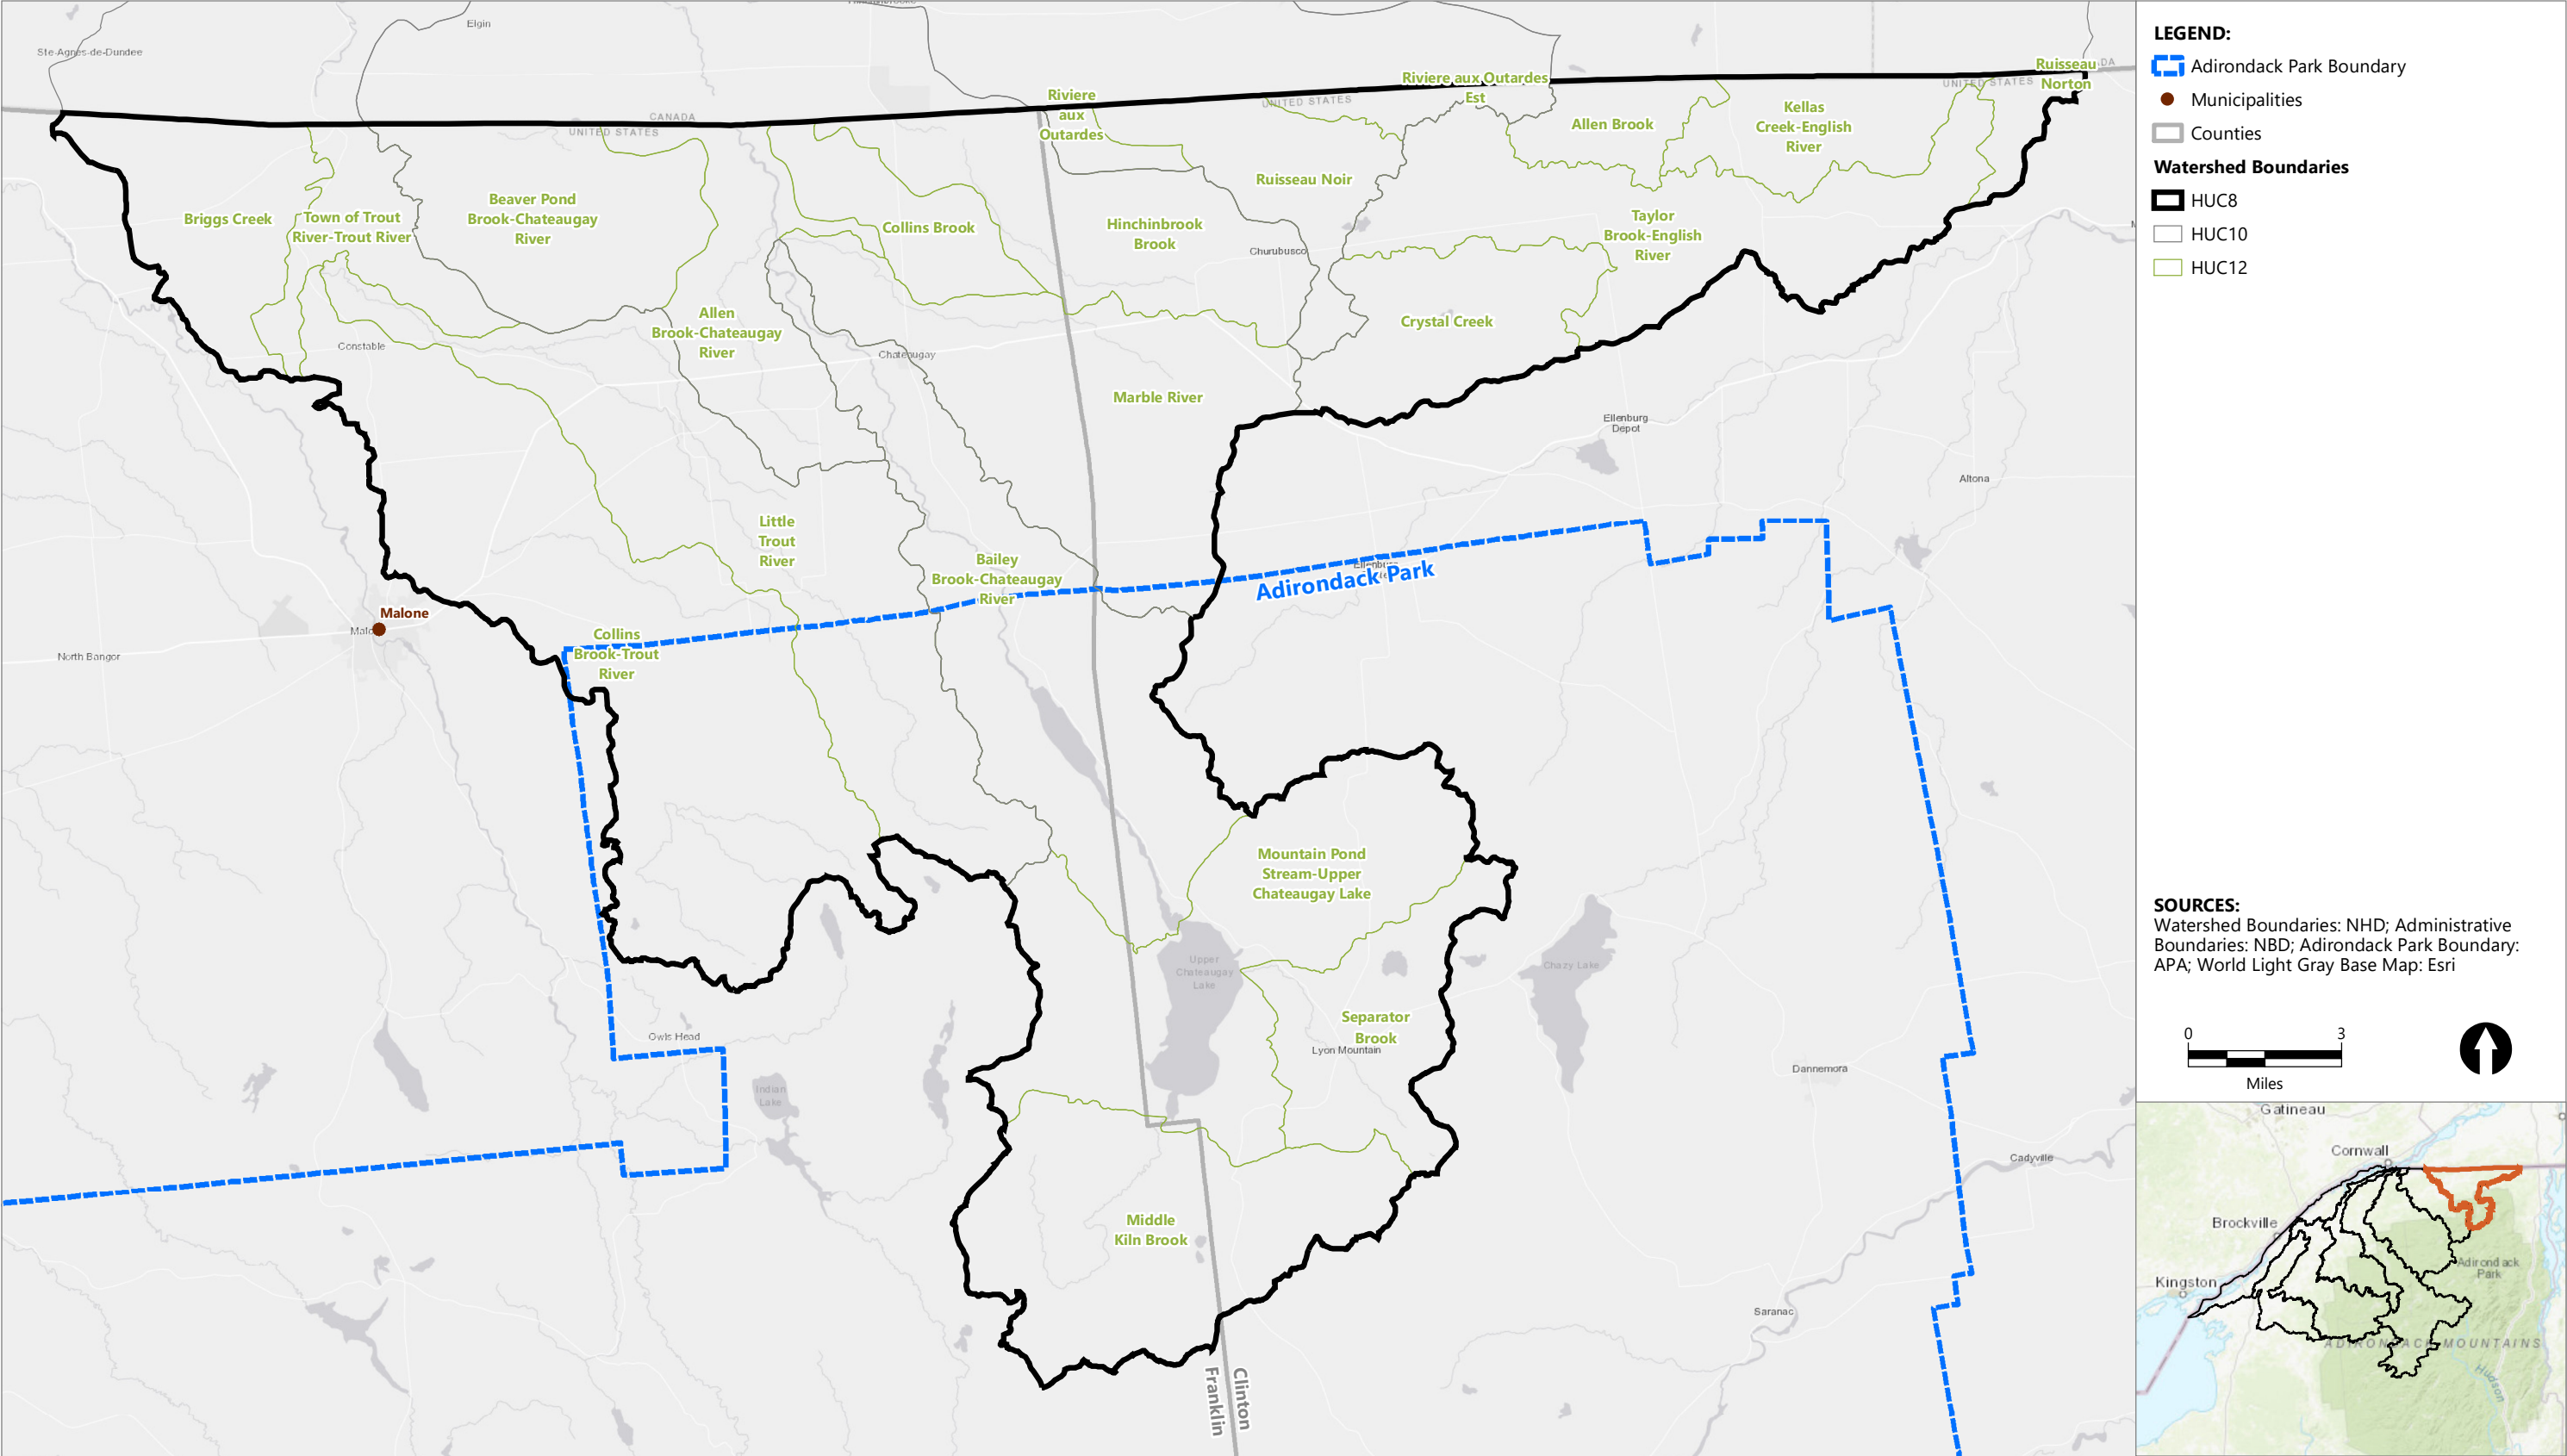 Elgin
Ste-Agnes-de-Dundee
CANADA
UNITED STATES
UNITED STATES
UNITED STATES
Riviere
aux
Outardes
Riviere aux Outardes
Est
Ruisseau
Norton
Allen Brook
Kellas
Creek-English
River
Ruisseau Noir
Briggs Creek
Town of Trout
River-Trout River
Beaver Pond
Brook-Chateaugay
River
Collins Brook
Hinchinbrook
Brook
Churubusco
Taylor
Brook-English
River
Allen
Brook-Chateaugay
River
Crystal Creek
Constable
Chateaugay
Marble River
Ellenburg
Depot
Altona
Little
Trout
River
Bailey
Brook-Chateaugay
River
Adirondack Park
Malone
North Bangor
Collins
Brook-Trout
River
Mountain Pond
Stream-Upper
Chateaugay Lake
Upper
Chateaugay
Lake
Chazy Lake
Separator
Brook
Lyon Mountain
Owls Head
Indian
Lake
Dannemora
Cadyville
Middle
Kiln Brook
Saranac
Franklin
Clinton
LEGEND:
Adirondack Park Boundary
Municipalities
Counties
Watershed Boundaries
HUC8
HUC10
HUC12
SOURCES:
Watershed Boundaries: NHD; Administrative
Boundaries: NBD; Adirondack Park Boundary:
APA; World Light Gray Base Map: Esri
0 3
Miles
Gatineau
Cornwall
Brockville
Kingston
Adirondack
Park
ADIRONDACK MOUNTAINS
Hudson